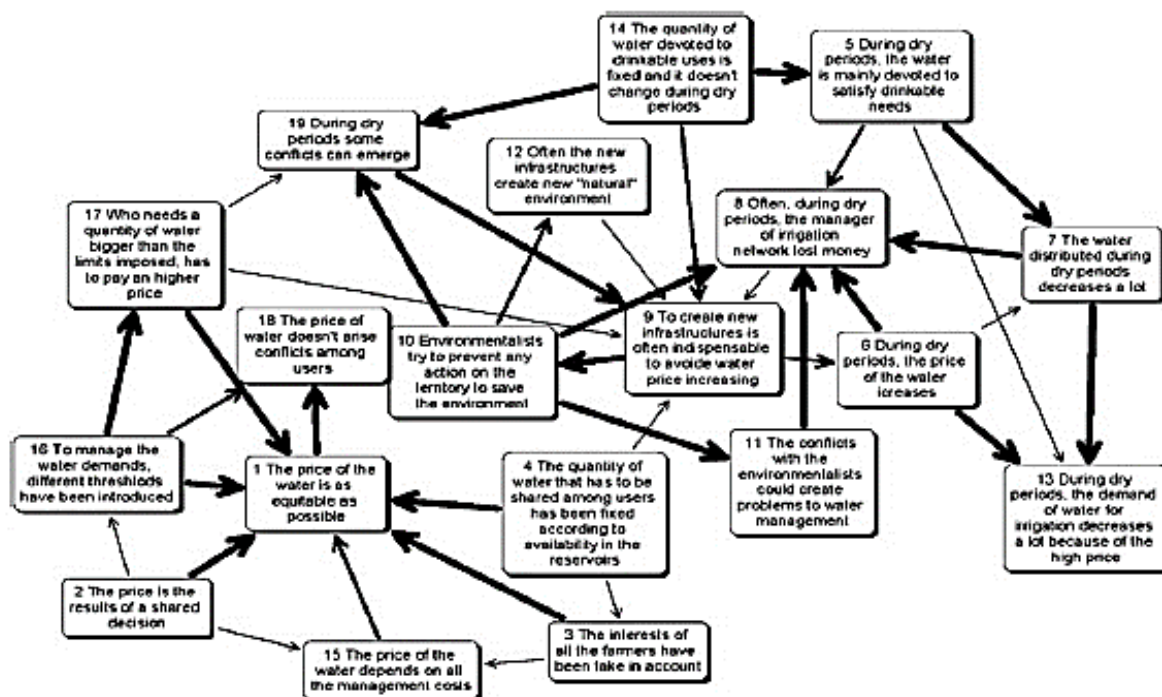 14 The quantity of
water devoted to
drinkable uses is
fixed and it doesn't
change during dry
periods
5 During dry
periods, the water
is mainly devoted to
satisfy drinkable
needs
19 During dry
periods some
conflicts can emerge
12 Often the new
infrastructures
create new "natural"
environment
17 Who needs a
quantity of water
bigger than the
limits imposed, has
to pay an higher
price
8 Often, during dry
periods, the manager
of irrigation
network lost money
7 The water
distributed during
dry periods
decreases a lot
18 The price of
water doesn't arise
conflicts among
users
10 Environmentalists
try to prevent any
action on the
territory to save
the environment
9 To create new
infrastructures is
often indispensable
to avoide water
price increasing
6 During dry
periods, the price
of the water
icreases
16 To manage the
water demands,
different thresholds
have been introduced
1 The price of the
water is as
equitable as
possible
4 The quantity of
water that has to be
shared among users
has been fixed
according to
availability in the
reservoirs
11 The conflicts
with the
environmentalists
could create
problems to water
management
13 During dry
periods, the demand
of water for
irrigation decreases
a lot because of the
high price
2 The price is the
results of a shared
decision
15 The price of the
water depends on all
the management costs
3 The interests of
all the farmers have
been take in account